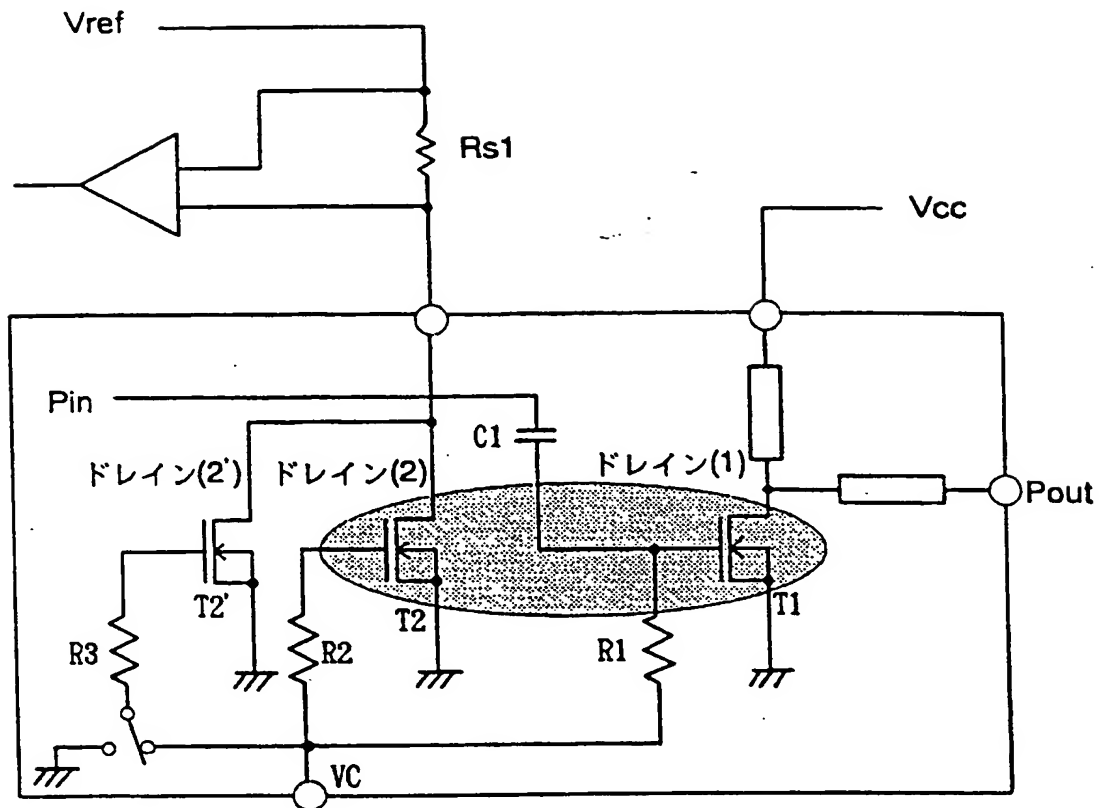 Vref
Rs1
Vcc
Pin
C1
ドレイン(2')
ドレイン(2)
ドレイン(1)
Pout
T2'
T2
T1
R3
R2
R1
VC